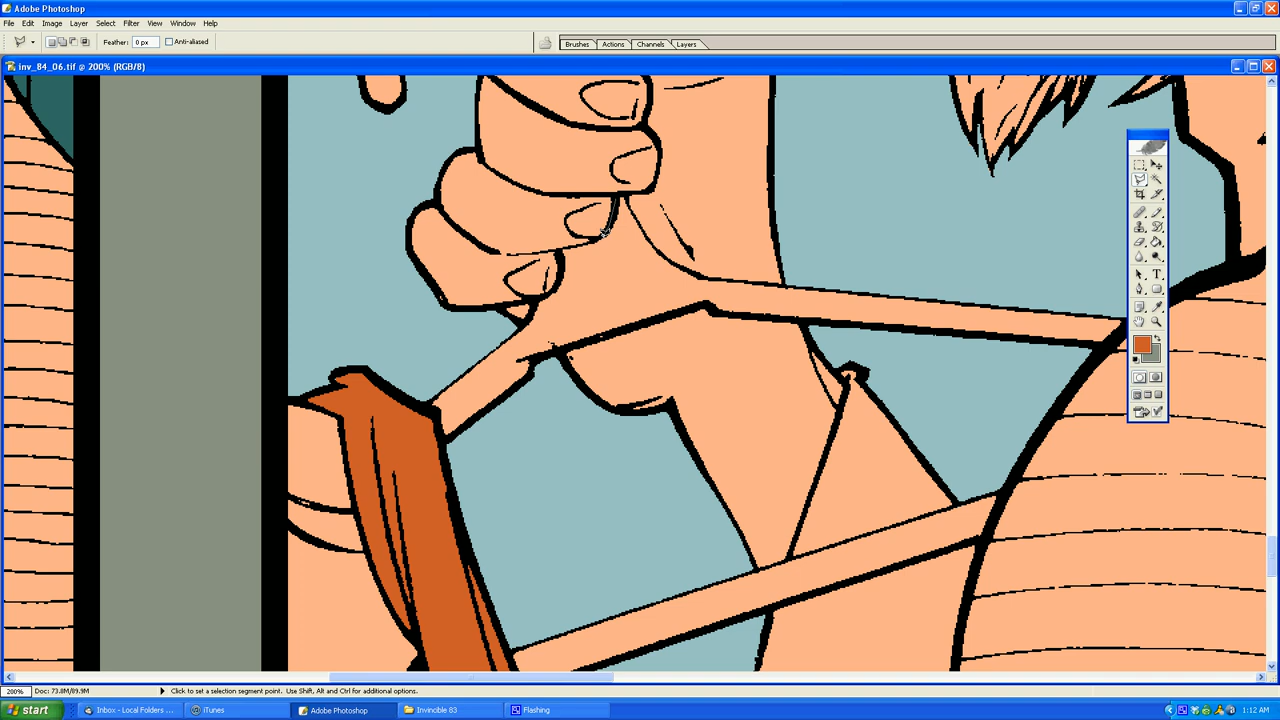 Adobe Photoshop
File Edit Image Layer Select Filter View Window Help
Feather: 0 px Anti-aliased Brushes Actions Channels Layers
inv_84_06.tif @ 200% (RGB/8)
T
200% Doc: 73.8M/89.9M Click to set a selection segment point. Use Shift, Alt and Ctrl for additional options.
start Inbox - Local Folders ... iTunes Adobe Photoshop Invincible 83 Flashing 1:12 AM